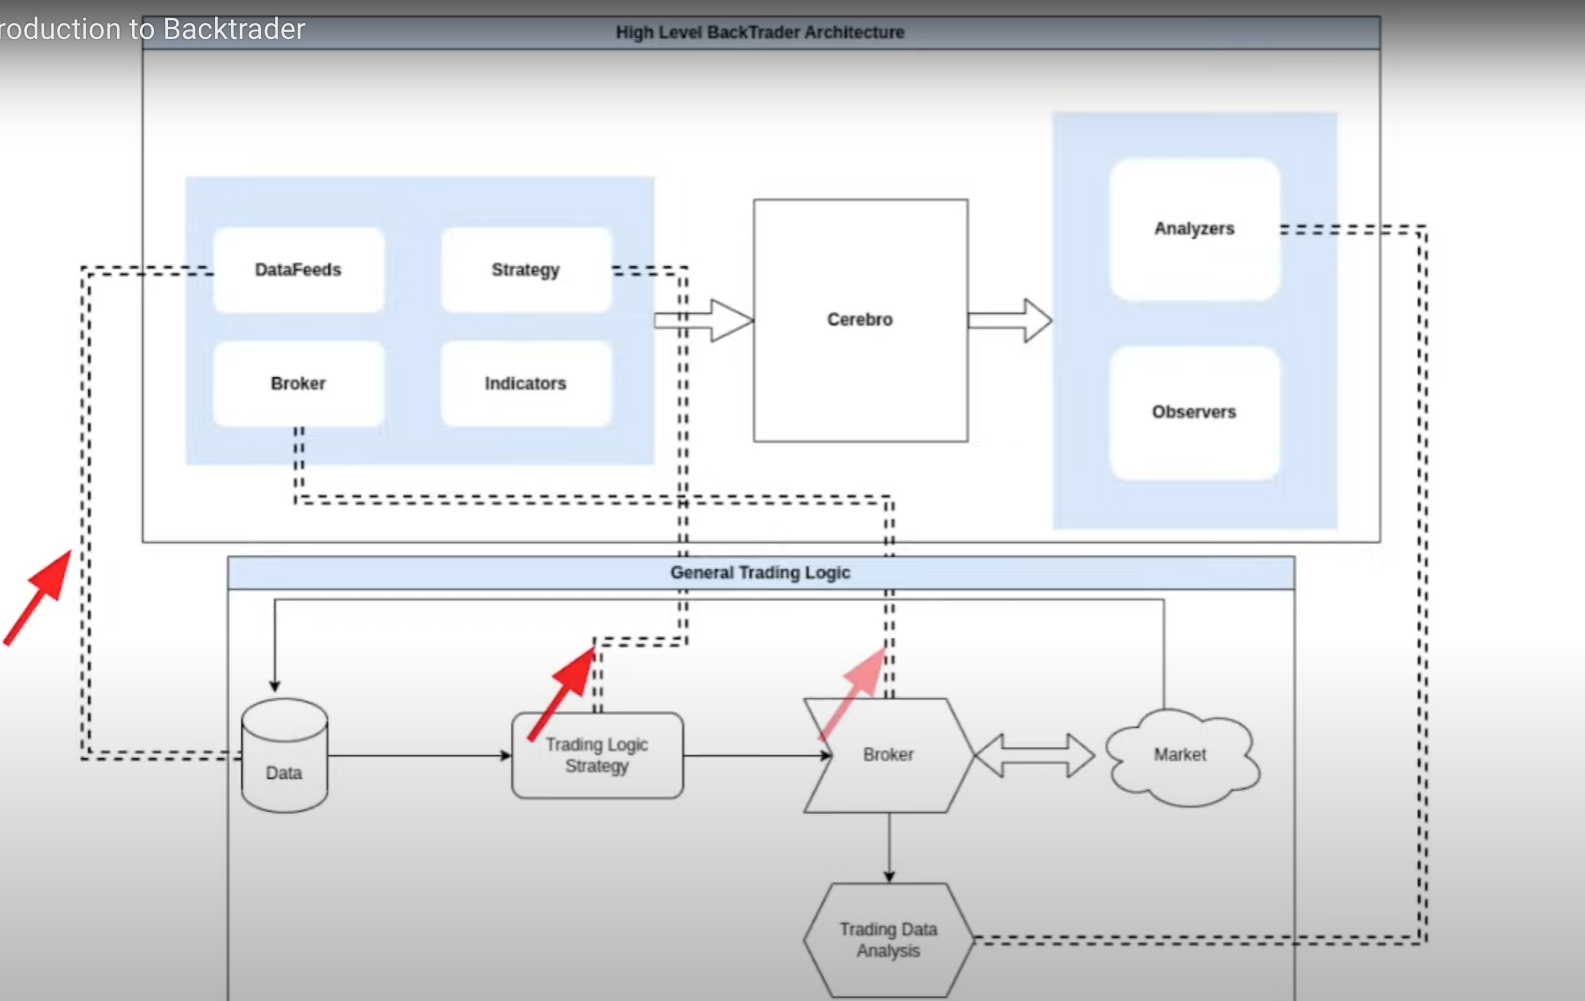 roduction to Backtrader
High Level BackTrader Architecture
DataFeeds
Strategy
Broker
Indicators
Cerebro
Analyzers
Observers
General Trading Logic
Data
Trading Logic
Strategy
Broker
Market
Trading Data
Analysis